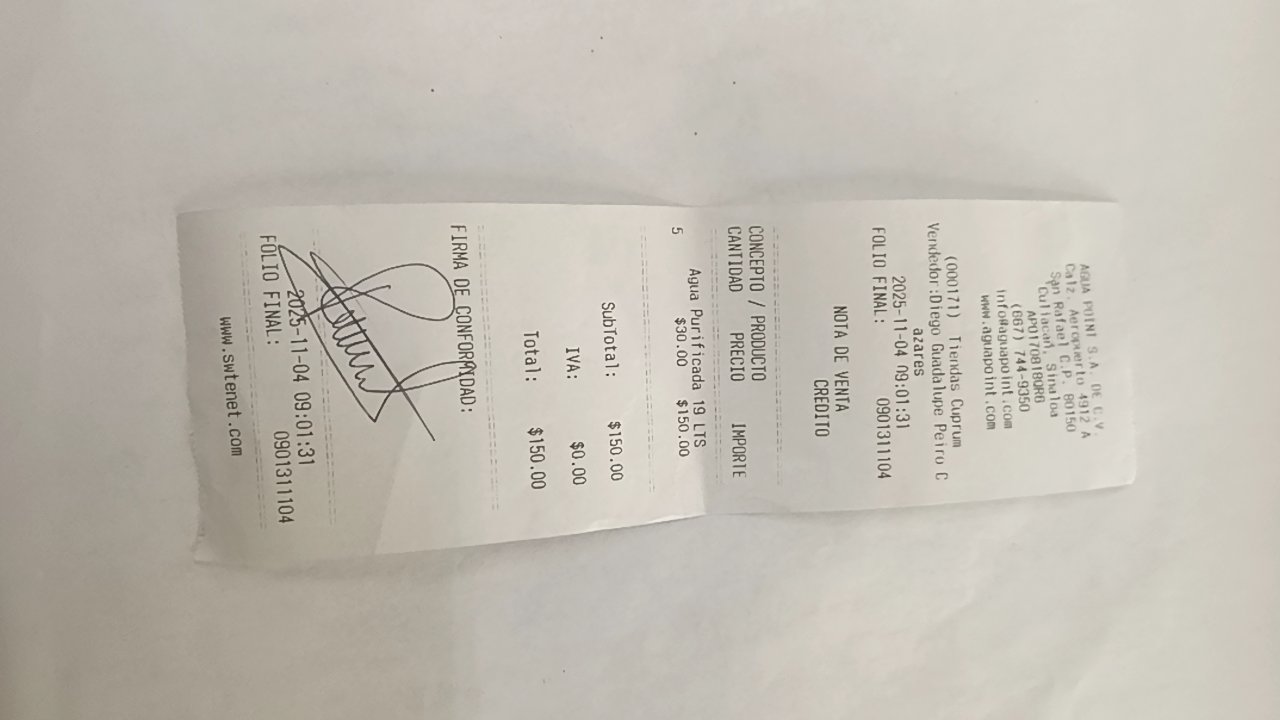 AGUA POINT S.A. DE C.V.
Calz. Aeropuerto 4912 A
San Rafael C.P. 80150
Culiacan, Sinaloa
APO170818QR6
(667) 744-9350
info@aguapoint.com
www.aguapoint.com
(000171) Tiendas Cuprum
Vendedor:Diego Guadalupe Peiro C
azares
2025-11-04 09:01:31
FOLIO FINAL: 0901311104
NOTA DE VENTA
CREDITO
CONCEPTO / PRODUCTO
CANTIDAD PRECIO IMPORTE
Agua Purificada 19 LTS
5 $30.00 $150.00
SubTotal: $150.00
IVA: $0.00
Total: $150.00
FIRMA DE CONFORMIDAD:
2025-11-04 09:01:31
FOLIO FINAL: 0901311104
www.swtenet.com